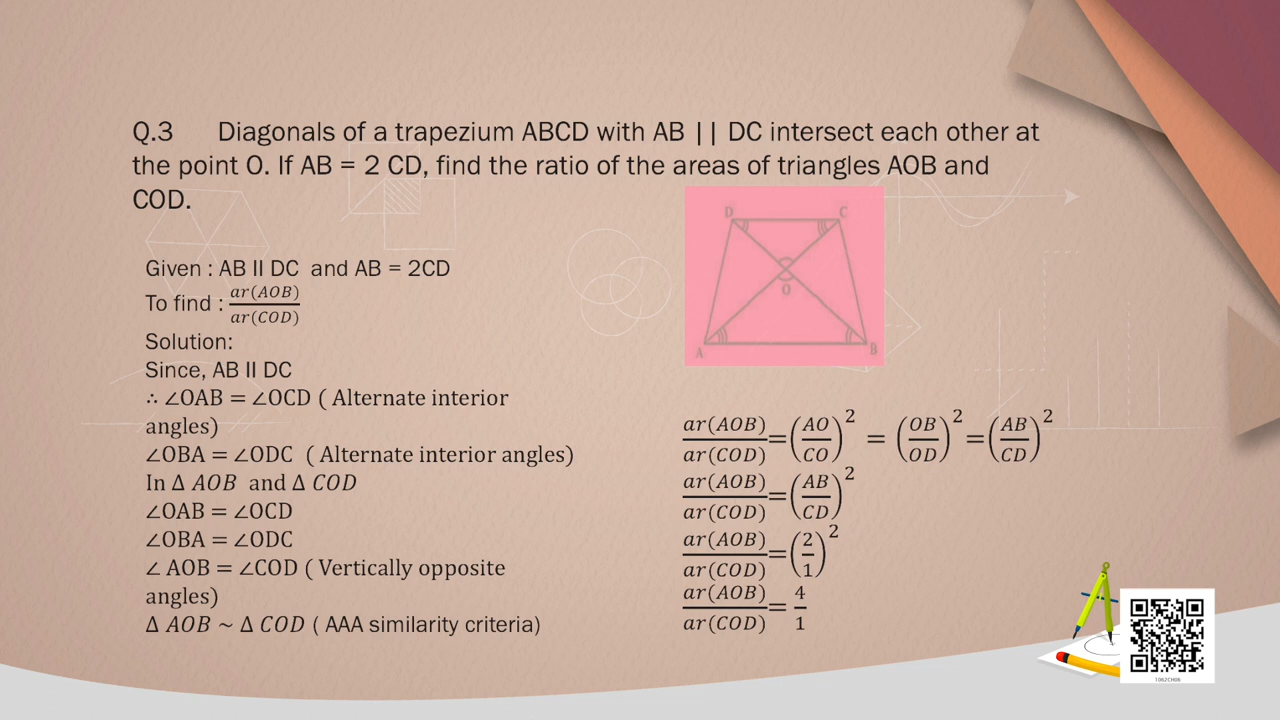 Q.3 Diagonals of a trapezium ABCD with AB || DC intersect each other at
the point O. If AB = 2 CD, find the ratio of the areas of triangles AOB and
COD.
D C
O
A B
Given : AB II DC and AB = 2CD
To find : ar(AOB)/ar(COD)
Solution:
Since, AB II DC
∴ ∠OAB = ∠OCD ( Alternate interior
angles)
∠OBA = ∠ODC ( Alternate interior angles)
In Δ AOB and Δ COD
∠OAB = ∠OCD
∠OBA = ∠ODC
∠ AOB = ∠COD ( Vertically opposite
angles)
Δ AOB ~ Δ COD ( AAA similarity criteria)
ar(AOB)/ar(COD)=(AO/CO)² = (OB/OD)²=(AB/CD)²
ar(AOB)/ar(COD)=(AB/CD)²
ar(AOB)/ar(COD)=(2/1)²
ar(AOB)/ar(COD)= 4/1
1062CH06